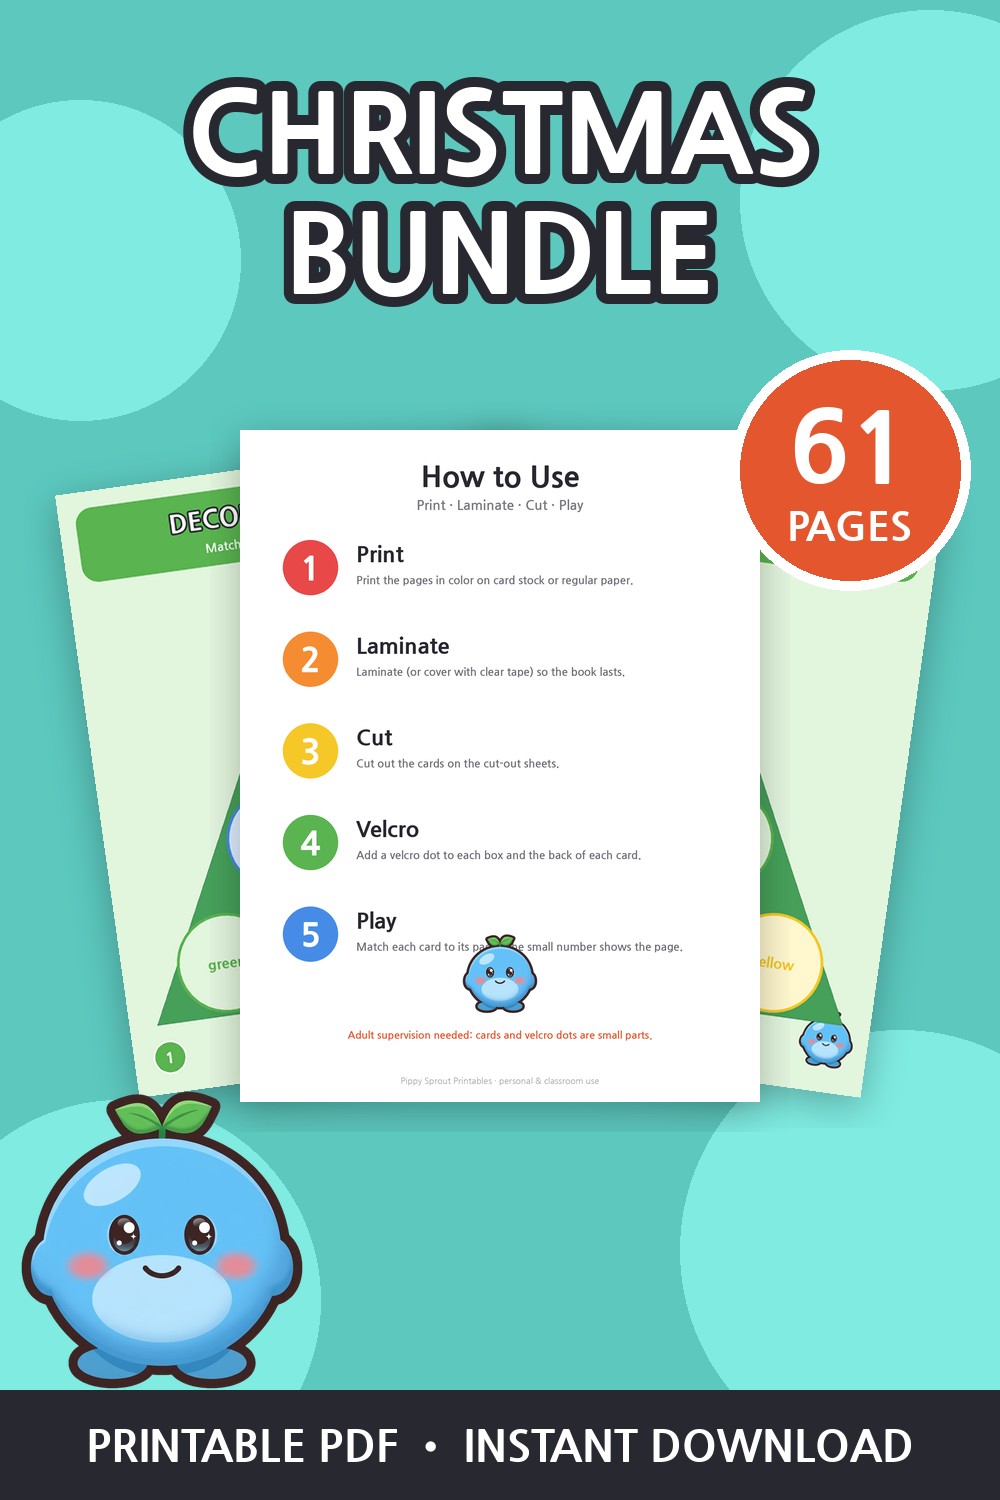 CHRISTMAS
BUNDLE
61
PAGES
DECO
Match
How to Use
Print · Laminate · Cut · Play
1
Print
Print the pages in color on card stock or regular paper.
2
Laminate
Laminate (or cover with clear tape) so the book lasts.
3
Cut
Cut out the cards on the cut-out sheets.
4
Velcro
Add a velcro dot to each box and the back of each card.
5
Play
Match each card to its pa e small number shows the page.
Adult supervision needed: cards and velcro dots are small parts.
Pippy Sprout Printables · personal & classroom use
green
ellow
1
PRINTABLE PDF • INSTANT DOWNLOAD